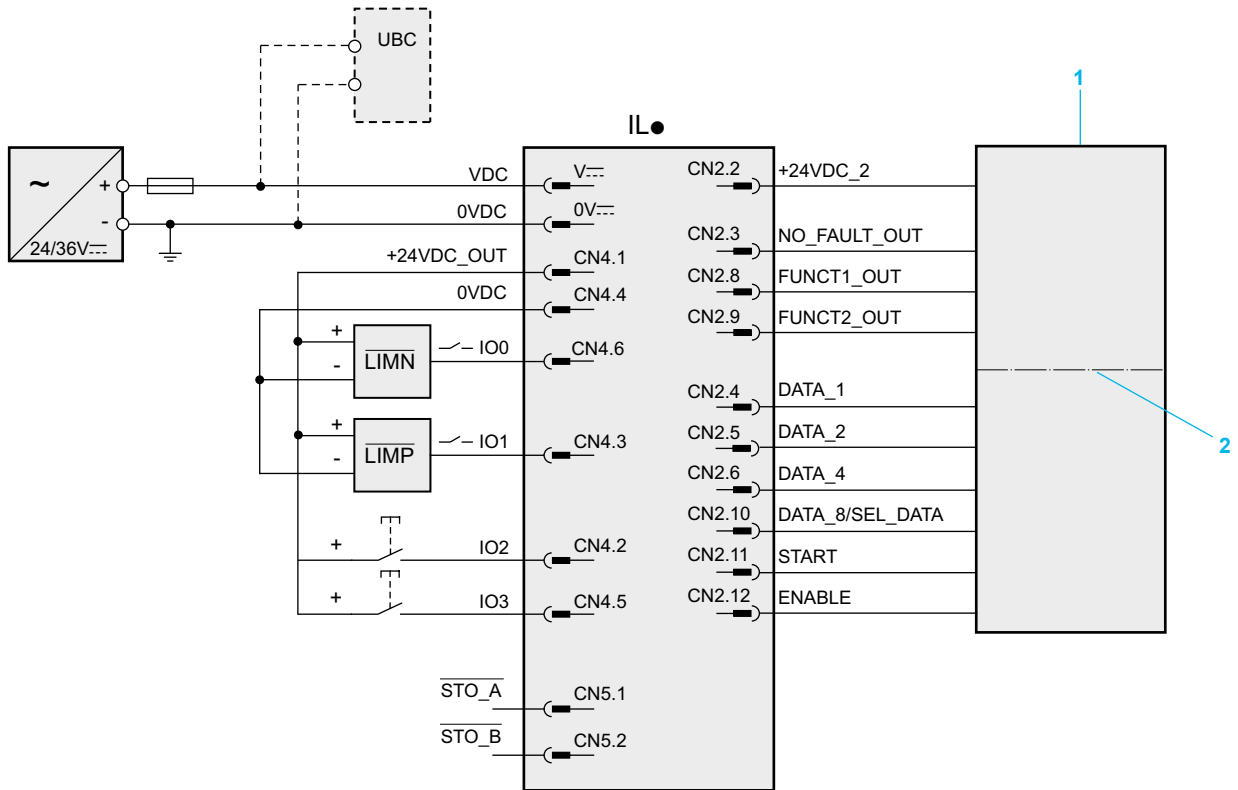 UBC
1
IL●
~
+
-
24/36V⎓
VDC
V⎓
0VDC
0V⎓
+24VDC_OUT
CN4.1
0VDC
CN4.4
+
-
LIMN
IO0
CN4.6
+
-
LIMP
IO1
CN4.3
+
IO2
CN4.2
+
IO3
CN4.5
STO_A
CN5.1
STO_B
CN5.2
CN2.2
+24VDC_2
CN2.3
NO_FAULT_OUT
CN2.8
FUNCT1_OUT
CN2.9
FUNCT2_OUT
CN2.4
DATA_1
CN2.5
DATA_2
CN2.6
DATA_4
CN2.10
DATA_8/SEL_DATA
CN2.11
START
CN2.12
ENABLE
2